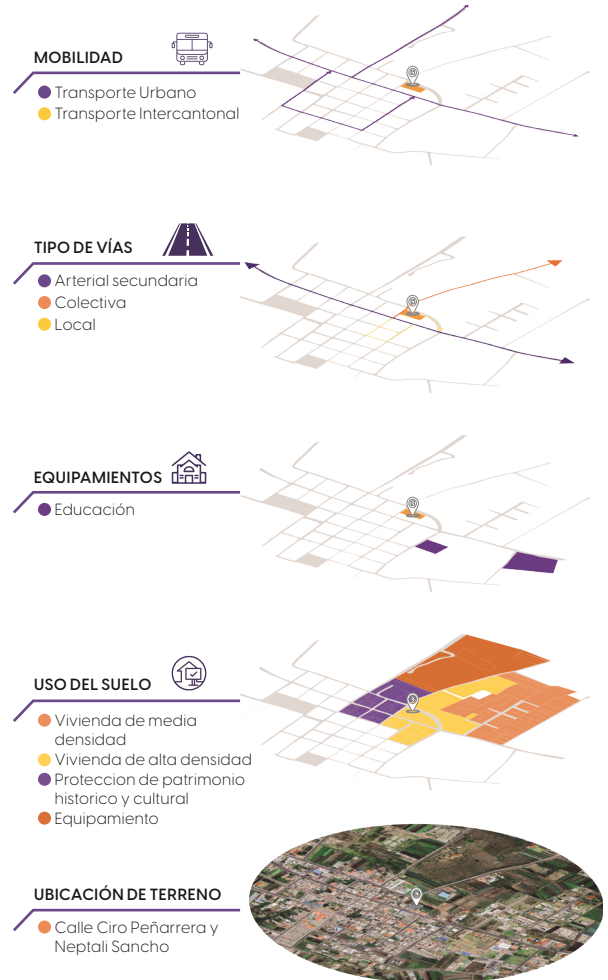 MOBILIDAD
Transporte Urbano
Transporte Intercantonal
TIPO DE VÍAS
Arterial secundaria
Colectiva
Local
EQUIPAMIENTOS
Educación
USO DEL SUELO
Vivienda de media
densidad
Vivienda de alta densidad
Proteccion de patrimonio
historico y cultural
Equipamiento
UBICACIÓN DE TERRENO
Calle Ciro Peñarrera y
Neptali Sancho